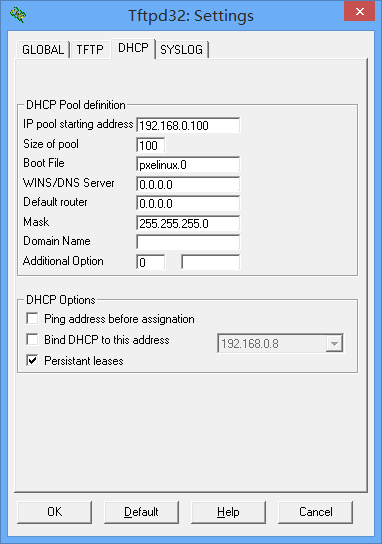 Tftpd32: Settings
GLOBAL TFTP DHCP SYSLOG
DHCP Pool definition
IP pool starting address 192.168.0.100
Size of pool 100
Boot File pxelinux.0
WINS/DNS Server 0.0.0.0
Default router 0.0.0.0
Mask 255.255.255.0
Domain Name
Additional Option 0
DHCP Options
Ping address before assignation
Bind DHCP to this address 192.168.0.8
Persistant leases
OK Default Help Cancel